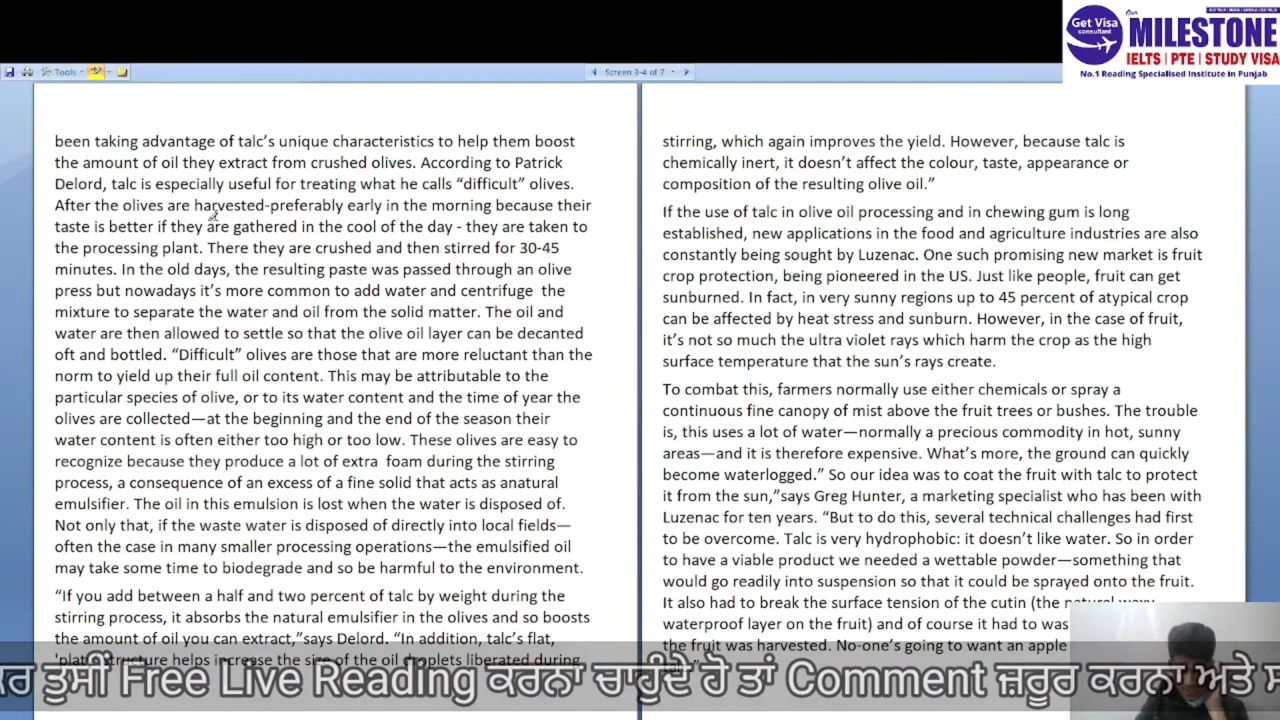 Get Visa
consultant
Our
MILESTONE
IELTS | PTE | STUDY VISA
No.1 Reading Specialised Institute in Punjab
Tools
Screen 3-4 of 7
been taking advantage of talc's unique characteristics to help them boost
the amount of oil they extract from crushed olives. According to Patrick
Delord, talc is especially useful for treating what he calls "difficult" olives.
After the olives are harvested-preferably early in the morning because their
taste is better if they are gathered in the cool of the day - they are taken to
the processing plant. There they are crushed and then stirred for 30-45
minutes. In the old days, the resulting paste was passed through an olive
press but nowadays it's more common to add water and centrifuge the
mixture to separate the water and oil from the solid matter. The oil and
water are then allowed to settle so that the olive oil layer can be decanted
oft and bottled. "Difficult" olives are those that are more reluctant than the
norm to yield up their full oil content. This may be attributable to the
particular species of olive, or to its water content and the time of year the
olives are collected—at the beginning and the end of the season their
water content is often either too high or too low. These olives are easy to
recognize because they produce a lot of extra foam during the stirring
process, a consequence of an excess of a fine solid that acts as anatural
emulsifier. The oil in this emulsion is lost when the water is disposed of.
Not only that, if the waste water is disposed of directly into local fields—
often the case in many smaller processing operations—the emulsified oil
may take some time to biodegrade and so be harmful to the environment.
"If you add between a half and two percent of talc by weight during the
stirring process, it absorbs the natural emulsifier in the olives and so boosts
the amount of oil you can extract,"says Delord. "In addition, talc's flat,
structure helps increase the size of the oil droplets liberated during
stirring, which again improves the yield. However, because talc is
chemically inert, it doesn't affect the colour, taste, appearance or
composition of the resulting olive oil."
If the use of talc in olive oil processing and in chewing gum is long
established, new applications in the food and agriculture industries are also
constantly being sought by Luzenac. One such promising new market is fruit
crop protection, being pioneered in the US. Just like people, fruit can get
sunburned. In fact, in very sunny regions up to 45 percent of atypical crop
can be affected by heat stress and sunburn. However, in the case of fruit,
it's not so much the ultra violet rays which harm the crop as the high
surface temperature that the sun's rays create.
To combat this, farmers normally use either chemicals or spray a
continuous fine canopy of mist above the fruit trees or bushes. The trouble
is, this uses a lot of water—normally a precious commodity in hot, sunny
areas—and it is therefore expensive. What's more, the ground can quickly
become waterlogged." So our idea was to coat the fruit with talc to protect
it from the sun,"says Greg Hunter, a marketing specialist who has been with
Luzenac for ten years. "But to do this, several technical challenges had first
to be overcome. Talc is very hydrophobic: it doesn't like water. So in order
to have a viable product we needed a wettable powder—something that
would go readily into suspension so that it could be sprayed onto the fruit.
It also had to break the surface tension of the cutin (the natural waxy
waterproof layer on the fruit) and of course it had to was
the fruit was harvested. No-one's going to want an apple
ਤੁਸੀਂ Free Live Reading ਕਰਨਾ ਚਾਹੁੰਦੇ ਹੋ ਤਾਂ Comment ਜ਼ਰੂਰ ਕਰਨਾ ਅਤੇ